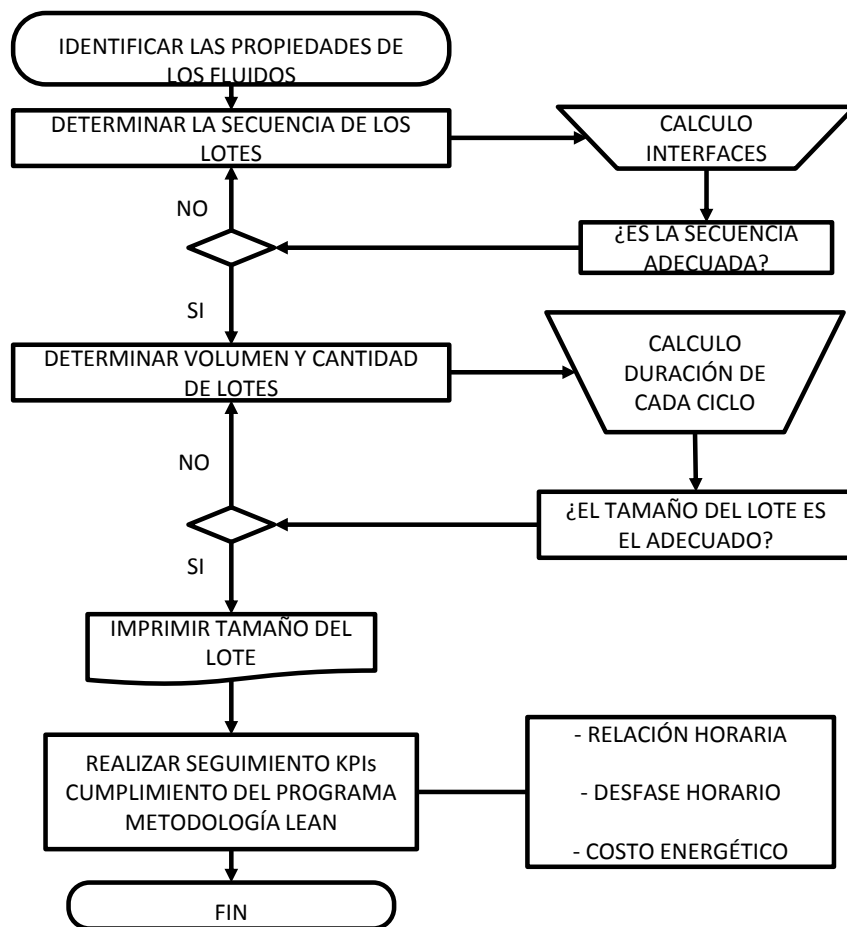 IDENTIFICAR LAS PROPIEDADES DE
LOS FLUIDOS
DETERMINAR LA SECUENCIA DE LOS
LOTES
CALCULO
INTERFACES
NO
¿ES LA SECUENCIA
ADECUADA?
SI
DETERMINAR VOLUMEN Y CANTIDAD
DE LOTES
CALCULO
DURACIÓN DE
CADA CICLO
NO
¿EL TAMAÑO DEL LOTE ES
EL ADECUADO?
SI
IMPRIMIR TAMAÑO DEL
LOTE
REALIZAR SEGUIMIENTO KPIs
CUMPLIMIENTO DEL PROGRAMA
METODOLOGÍA LEAN
- RELACIÓN HORARIA
- DESFASE HORARIO
- COSTO ENERGÉTICO
FIN